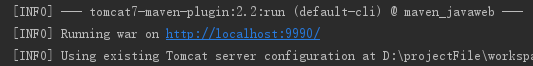 [INFO] --- tomcat7-maven-plugin:2.2:run (default-cli) @ maven_javaweb ---
[INFO] Running war on http://localhost:9990/
[INFO] Using existing Tomcat server configuration at D:\projectFile\workspa